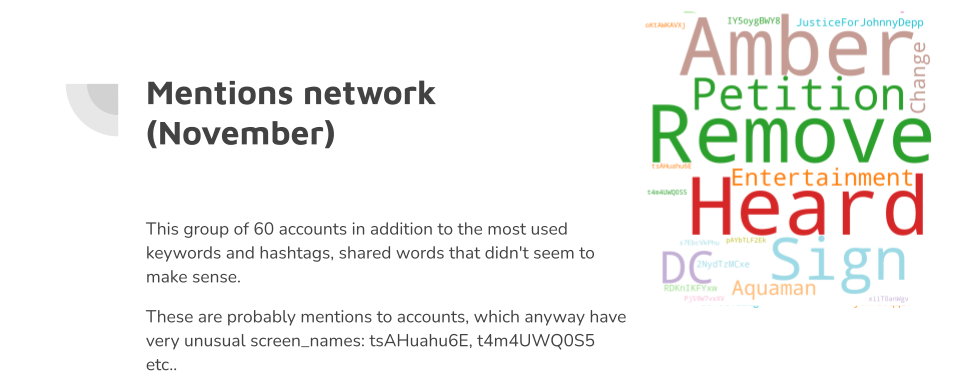 Mentions network
(November)
This group of 60 accounts in addition to the most used
keywords and hashtags, shared words that didn't seem to
make sense.
These are probably mentions to accounts, which anyway have
very unusual screen_names: tsAHuahu6E, t4m4UWQ0S5
etc..
IY5oygBWY8
JusticeForJohnnyDepp
Amber
Change
Petition
Remove
tsAHuahu6E
Entertainment
t4m4UWQ0S5
Heard
pAYbTLF2Ek
Sign
DC
ZNydTzMCxe
RDKnIKFYxw
Aquaman